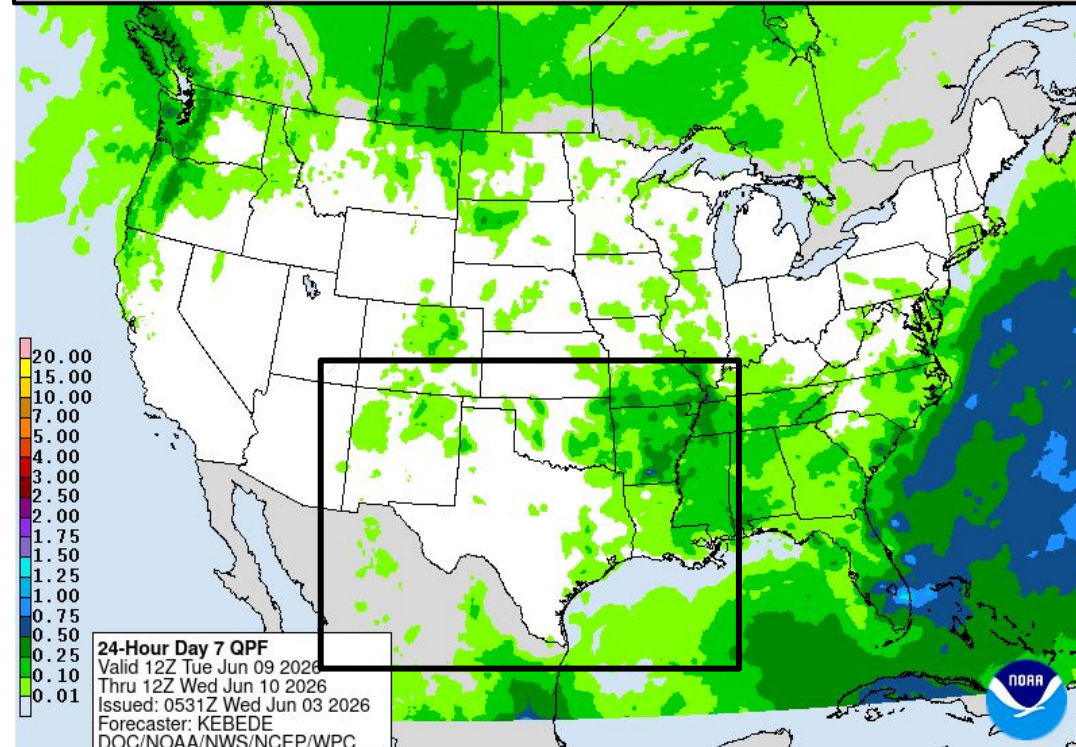 20.00
15.00
10.00
7.00
5.00
4.00
3.00
2.50
2.00
1.75
1.50
1.25
1.00
0.75
0.50
0.25
0.10
0.01
24-Hour Day 7 QPF
Valid 12Z Tue Jun 09 2026
Thru 12Z Wed Jun 10 2026
Issued: 0531Z Wed Jun 03 2026
Forecaster: KEBEDE
DOC/NOAA/NWS/NCEP/WPC
NOAA